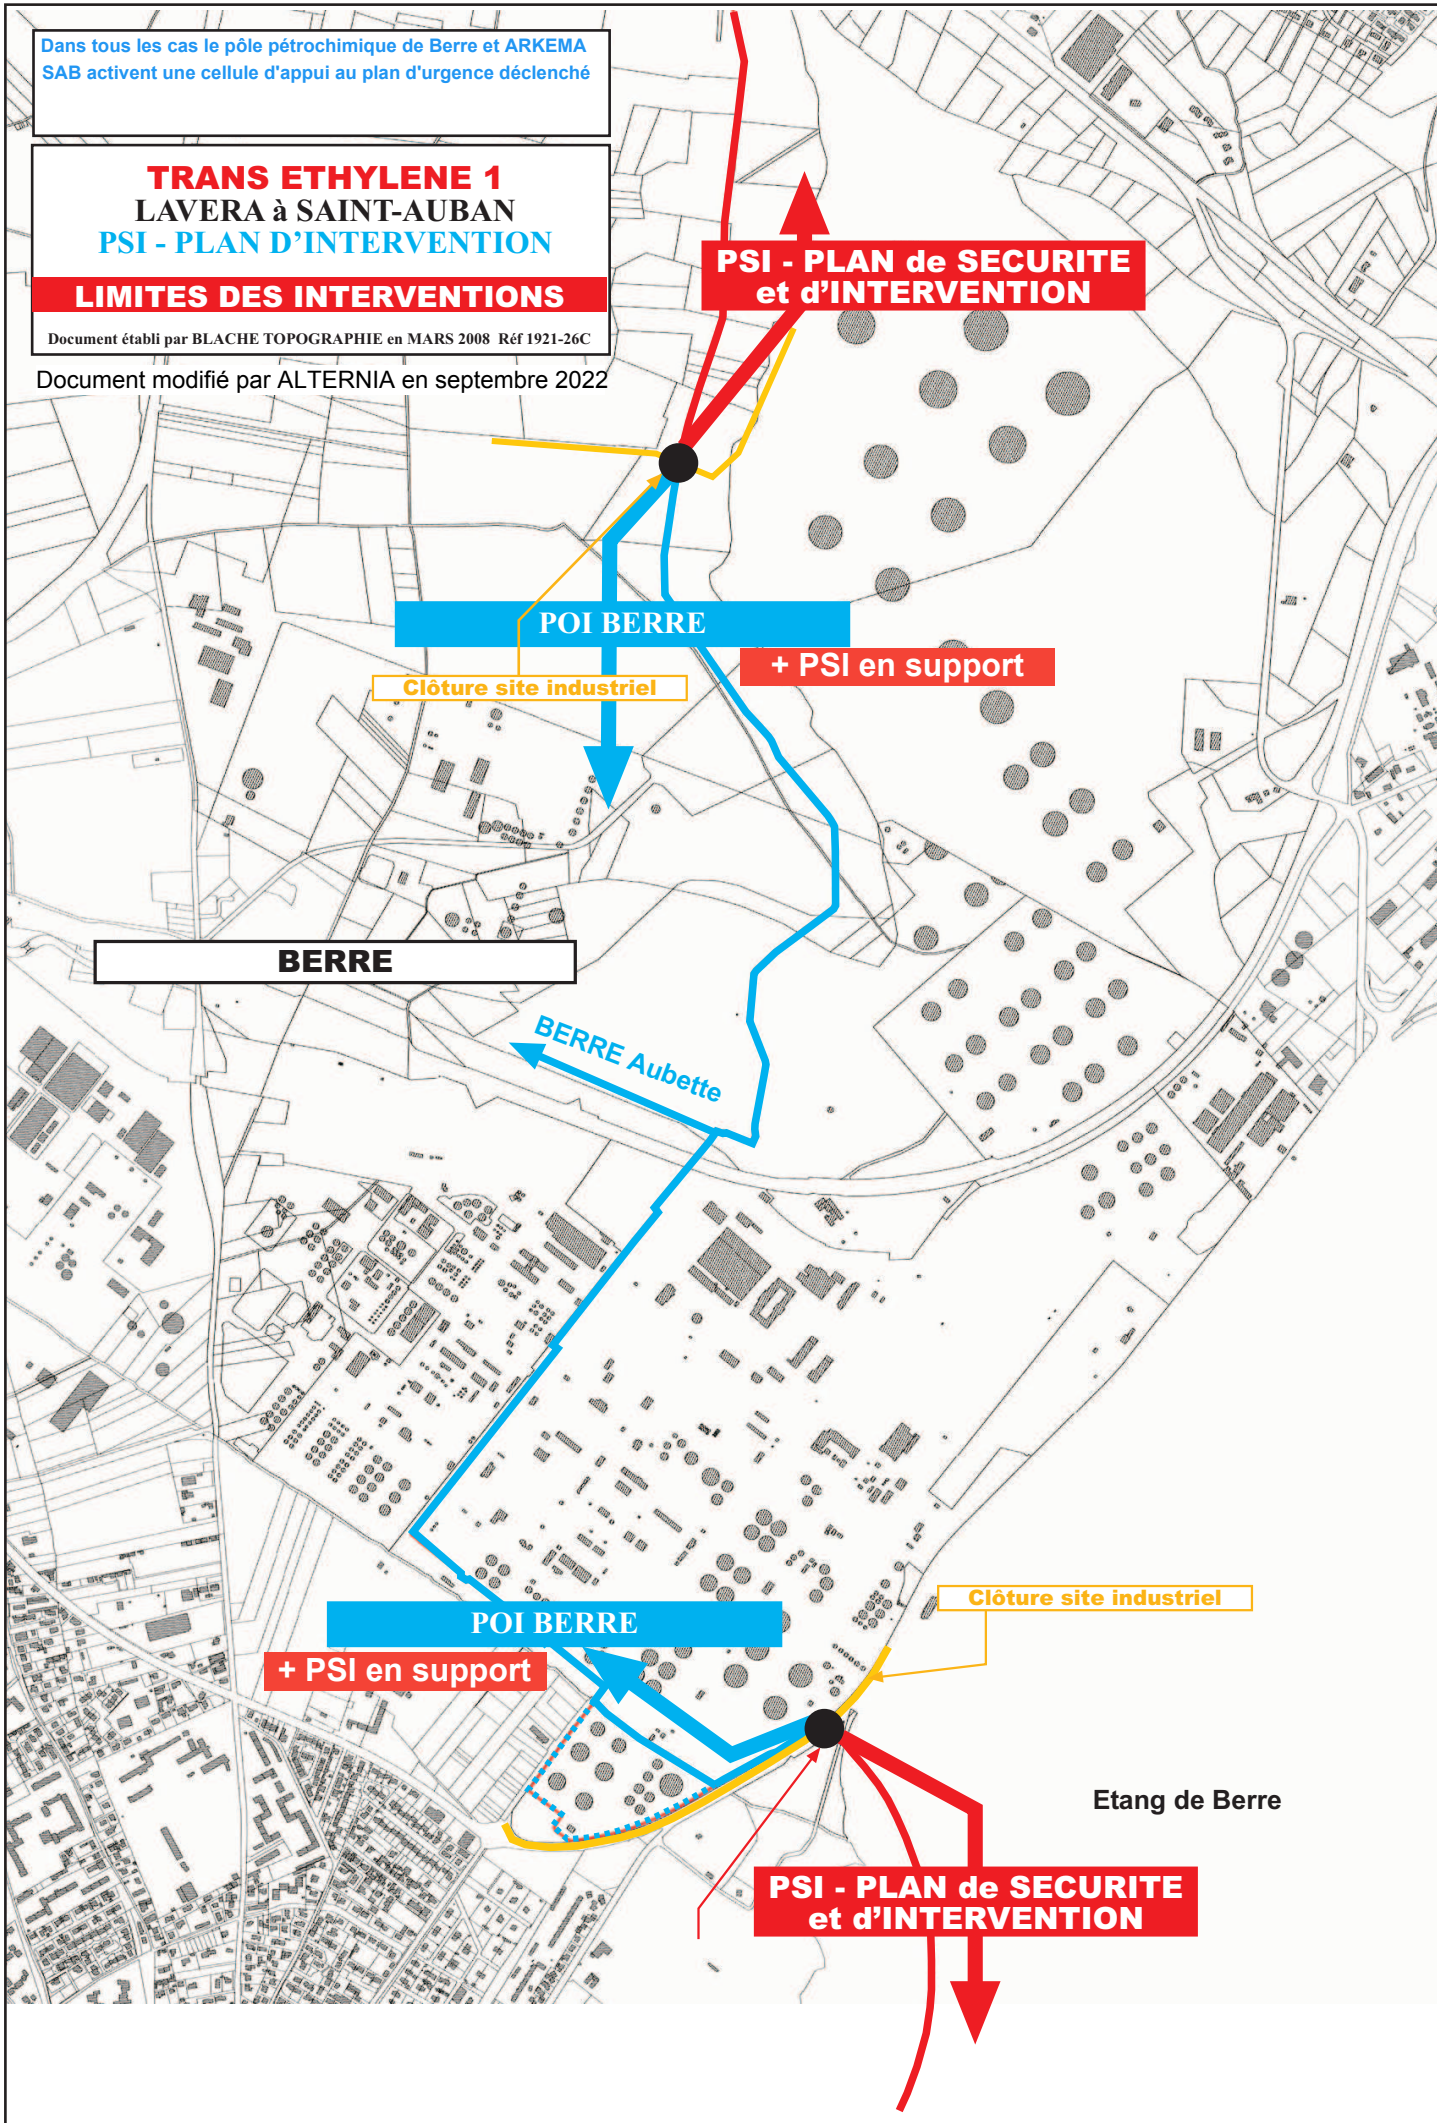 Dans tous les cas le pôle pétrochimique de Berre et ARKEMA
SAB activent une cellule d'appui au plan d'urgence déclenché
TRANS ETHYLENE 1
LAVERA à SAINT-AUBAN
PSI - PLAN D'INTERVENTION
LIMITES DES INTERVENTIONS
Document établi par BLACHE TOPOGRAPHIE en MARS 2008 Réf 1921-26C
Document modifié par ALTERNIA en septembre 2022
PSI - PLAN de SECURITE
et d'INTERVENTION
POI BERRE
+ PSI en support
Clôture site industriel
BERRE
BERRE Aubette
Clôture site industriel
POI BERRE
+ PSI en support
Etang de Berre
PSI - PLAN de SECURITE
et d'INTERVENTION